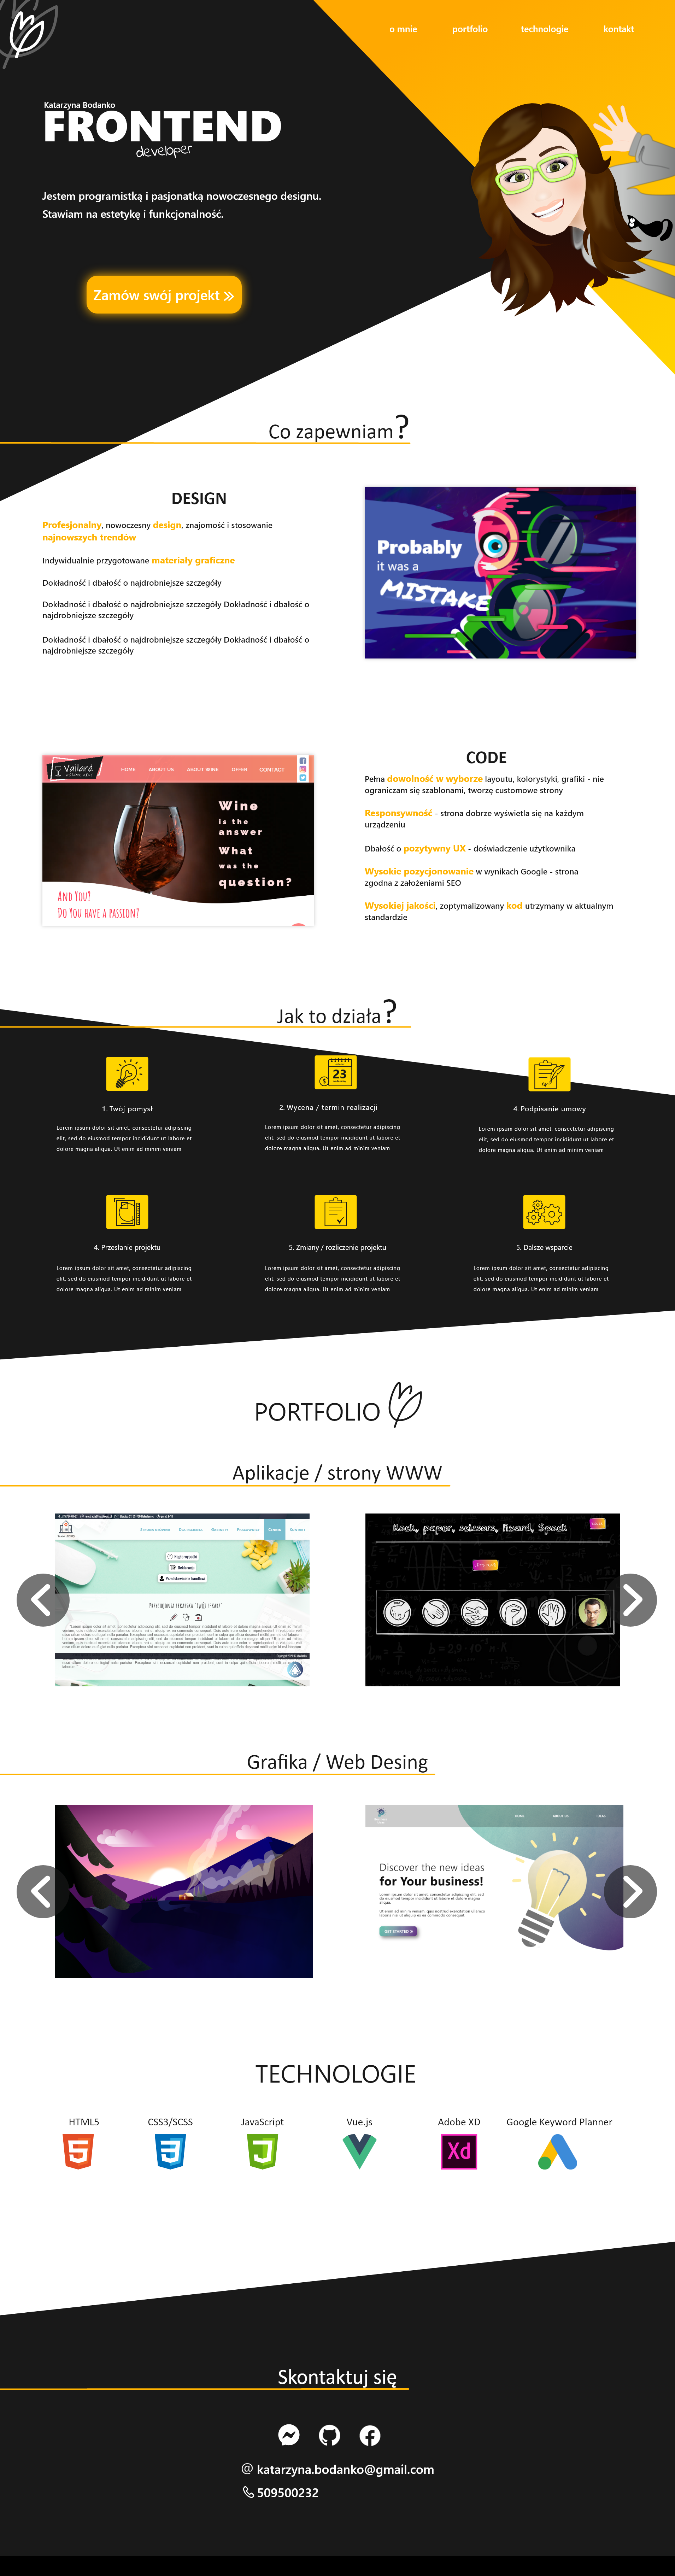 o mnie portfolio technologie kontakt
Katarzyna Bodanko
FRONTEND
developer
Jestem programistką i pasjonatką nowoczesnego designu.
Stawiam na estetykę i funkcjonalność.
Zamów swój projekt
Co zapewniam?
DESIGN
Profesjonalny, nowoczesny design, znajomość i stosowanie
najnowszych trendów
Indywidualnie przygotowane materiały graficzne
Dokładność i dbałość o najdrobniejsze szczegóły
Dokładność i dbałość o najdrobniejsze szczegóły Dokładność i dbałość o
najdrobniejsze szczegóły
Dokładność i dbałość o najdrobniejsze szczegóły Dokładność i dbałość o
najdrobniejsze szczegóły
Probably
it was a
MISTAKE
Vailard
HOME ABOUT US ABOUT WINE OFFER CONTACT
Wine
is the
answer
What
was the
question?
And You?
Do You have a passion?
CODE
Pełna dowolność w wyborze layoutu, kolorystyki, grafiki - nie
ograniczam się szablonami, tworzę customowe strony
Responsywność - strona dobrze wyświetla się na każdym
urządzeniu
Dbałość o pozytywny UX - doświadczenie użytkownika
Wysokie pozycjonowanie w wynikach Google - strona
zgodna z założeniami SEO
Wysokiej jakości, zoptymalizowany kod utrzymany w aktualnym
standardzie
Jak to działa?
23
1. Twój pomysł
2. Wycena / termin realizacji
4. Podpisanie umowy
Lorem ipsum dolor sit amet, consectetur adipiscing
elit, sed do eiusmod tempor incididunt ut labore et
dolore magna aliqua. Ut enim ad minim veniam
Lorem ipsum dolor sit amet, consectetur adipiscing
elit, sed do eiusmod tempor incididunt ut labore et
dolore magna aliqua. Ut enim ad minim veniam
Lorem ipsum dolor sit amet, consectetur adipiscing
elit, sed do eiusmod tempor incididunt ut labore et
dolore magna aliqua. Ut enim ad minim veniam
4. Przesłanie projektu
5. Zmiany / rozliczenie projektu
5. Dalsze wsparcie
Lorem ipsum dolor sit amet, consectetur adipiscing
elit, sed do eiusmod tempor incididunt ut labore et
dolore magna aliqua. Ut enim ad minim veniam
Lorem ipsum dolor sit amet, consectetur adipiscing
elit, sed do eiusmod tempor incididunt ut labore et
dolore magna aliqua. Ut enim ad minim veniam
Lorem ipsum dolor sit amet, consectetur adipiscing
elit, sed do eiusmod tempor incididunt ut labore et
dolore magna aliqua. Ut enim ad minim veniam
PORTFOLIO
Aplikacje / strony WWW
Przychodnia lekarska "Twój lekarz"
Rock, paper, scissors, lizard, Spock
Grafika / Web Desing
HOME ABOUT US IDEAS
Discover the new ideas
for Your business!
GET STARTED
TECHNOLOGIE
HTML5 CSS3/SCSS JavaScript Vue.js Adobe XD Google Keyword Planner
Xd
Skontaktuj się
@ katarzyna.bodanko@gmail.com
509500232